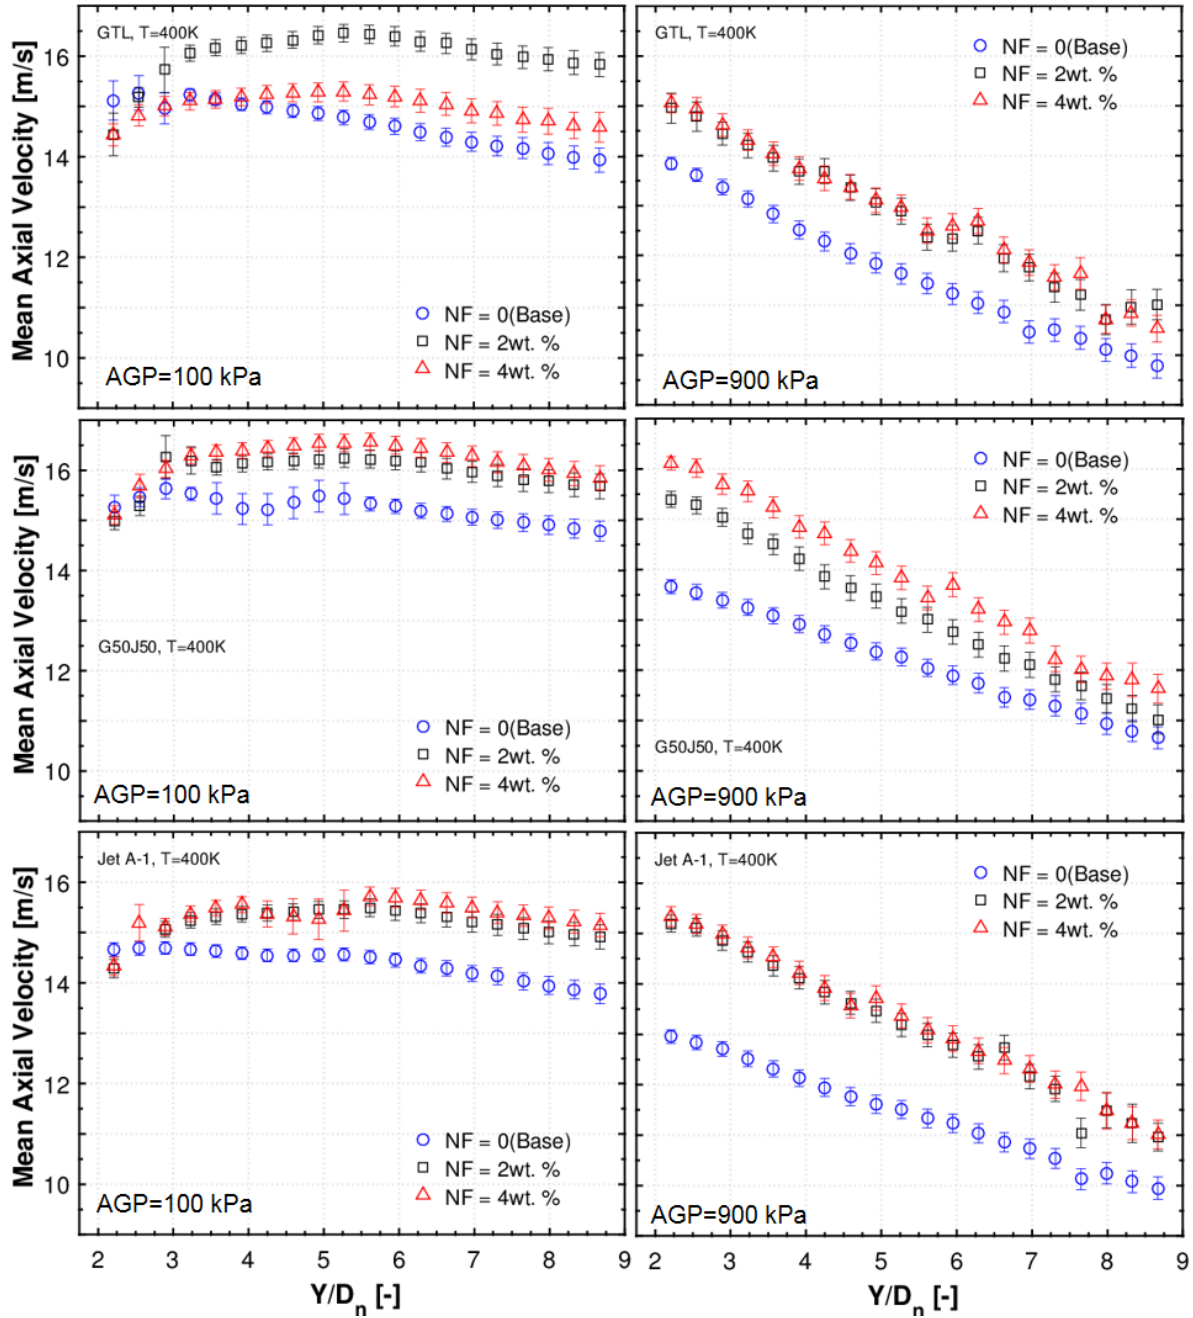 GTL, T=400K
16
14
12
10
Mean Axial Velocity [m/s]
NF = 0(Base)
NF = 2wt. %
NF = 4wt. %
AGP=100 kPa
GTL, T=400K
NF = 0(Base)
NF = 2wt. %
NF = 4wt. %
AGP=900 kPa
16
14
12
10
Mean Axial Velocity [m/s]
G50J50, T=400K
NF = 0(Base)
NF = 2wt. %
NF = 4wt. %
AGP=100 kPa
NF = 0(Base)
NF = 2wt. %
NF = 4wt. %
G50J50, T=400K
AGP=900 kPa
Jet A-1, T=400K
16
14
12
10
Mean Axial Velocity [m/s]
NF = 0(Base)
NF = 2wt. %
NF = 4wt. %
AGP=100 kPa
2 3 4 5 6 7 8 9
Y/Dn [-]
Jet A-1, T=400K
NF = 0(Base)
NF = 2wt. %
NF = 4wt. %
AGP=900 kPa
2 3 4 5 6 7 8 9
Y/Dn [-]